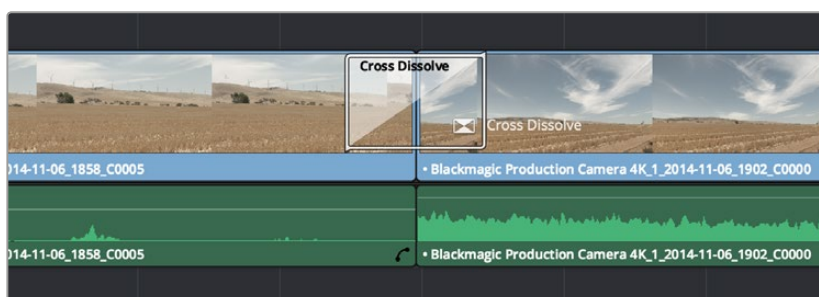 Cross Dissolve
Cross Dissolve
014-11-06_1858_C0005
• Blackmagic Production Camera 4K_1_2014-11-06_1902_C0000
014-11-06_1858_C0005
• Blackmagic Production Camera 4K_1_2014-11-06_1902_C0000